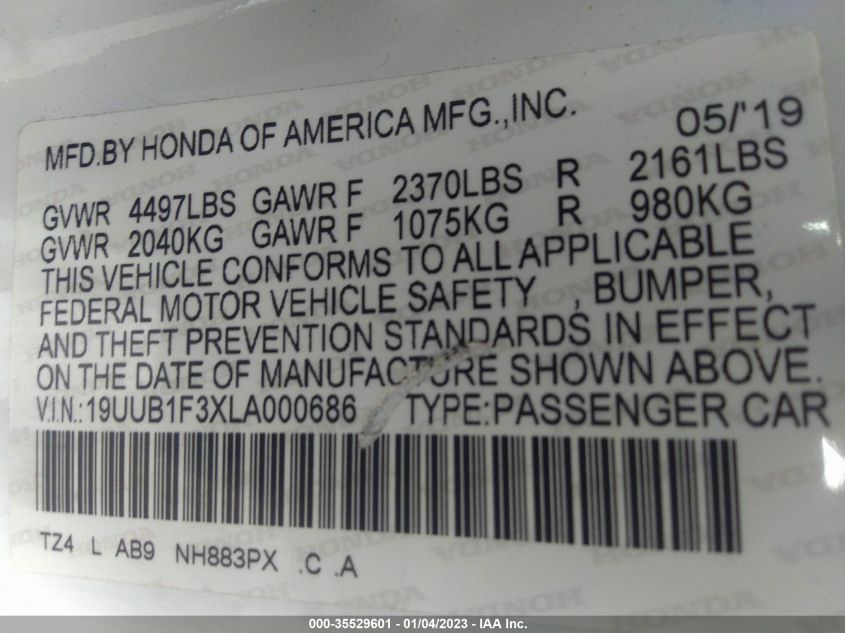 MFD.BY HONDA OF AMERICA MFG.,INC. 05/'19
GVWR 4497LBS GAWR F 2370LBS R 2161LBS
GVWR 2040KG GAWR F 1075KG R 980KG
THIS VEHICLE CONFORMS TO ALL APPLICABLE
FEDERAL MOTOR VEHICLE SAFETY , BUMPER,
AND THEFT PREVENTION STANDARDS IN EFFECT
ON THE DATE OF MANUFACTURE SHOWN ABOVE.
V.I.N.:19UUB1F3XLA000686 TYPE:PASSENGER CAR
TZ4 L AB9 NH883PX .C .A
000-35529601 - 01/04/2023 - IAA Inc.